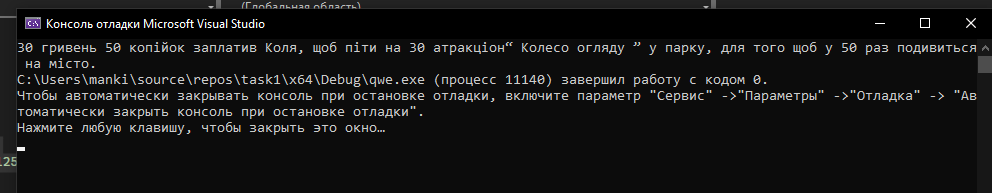 (Глобальная область)
Консоль отладки Microsoft Visual Studio
30 гривень 50 копійок заплатив Коля, щоб піти на 30 атракціон“ Колесо огляду ” у парку, для того щоб у 50 раз подивиться
на місто.
C:\Users\manki\source\repos\task1\x64\Debug\qwe.exe (процесс 11140) завершил работу с кодом 0.
Чтобы автоматически закрывать консоль при остановке отладки, включите параметр "Сервис" ->"Параметры" ->"Отладка" -> "Ав
томатически закрыть консоль при остановке отладки".
Нажмите любую клавишу, чтобы закрыть это окно…
125